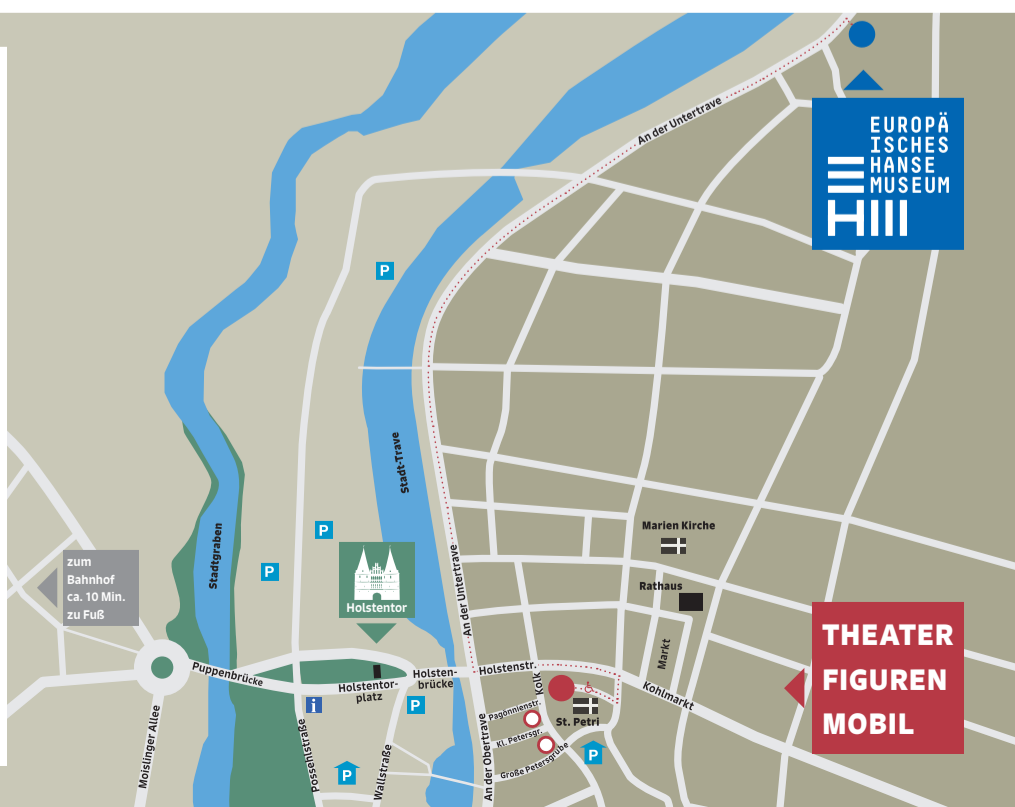 An der Untertrave
EUROPÄ
ISCHES
HANSE
MUSEUM
P
Stadt-Trave
Marien Kirche
P
Stadtgraben
zum
Bahnhof
ca. 10 Min.
zu Fuß
P
Holstentor
An der Untertrave
Rathaus
THEATER
FIGUREN
MOBIL
Markt
Puppenbrücke
Holstentor-
platz
Holsten-
brücke
Holstenstr.
Kolk
Kohlmarkt
i
P
Pagönnienstr.
St. Petri
Kl. Petersgr.
Große Petersgrube
P
P
Moislinger Allee
Possehlstraße
Wallstraße
An der Obertrave